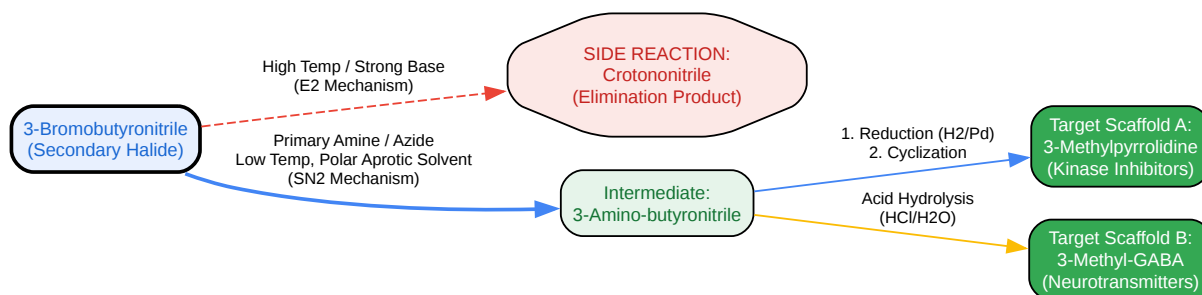 3-Bromobutyronitrile
(Secondary Halide)
High Temp / Strong Base
(E2 Mechanism)
Primary Amine / Azide
Low Temp, Polar Aprotic Solvent
(SN2 Mechanism)
SIDE REACTION:
Crotononitrile
(Elimination Product)
Intermediate:
3-Amino-butyronitrile
1. Reduction (H2/Pd)
2. Cyclization
Acid Hydrolysis
(HCl/H2O)
Target Scaffold A:
3-Methylpyrrolidine
(Kinase Inhibitors)
Target Scaffold B:
3-Methyl-GABA
(Neurotransmitters)